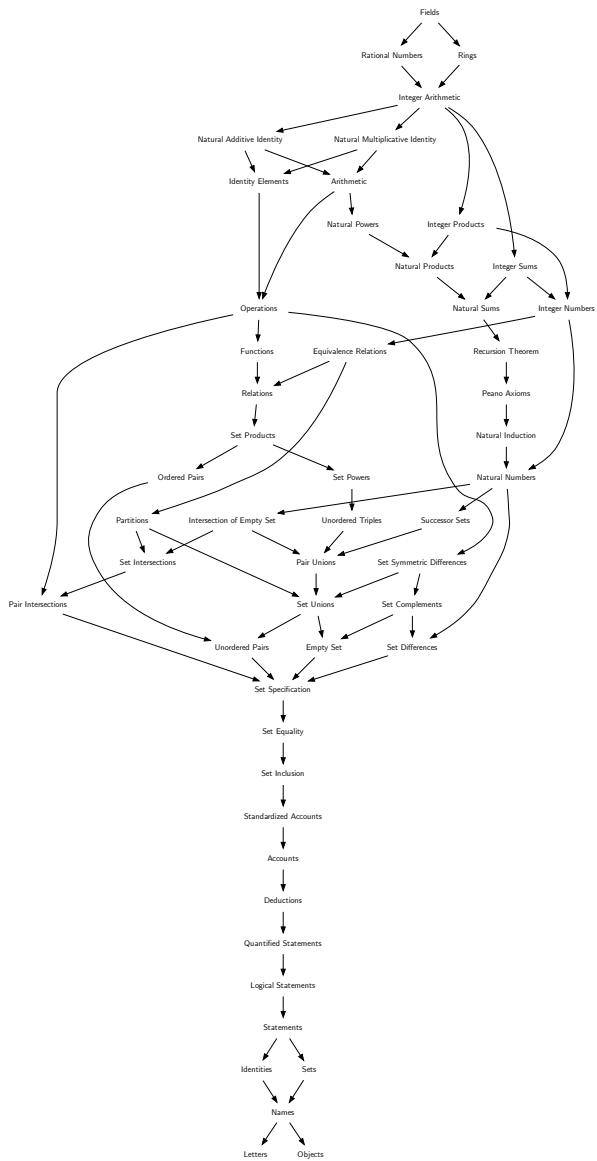 Fields
Rational Numbers
Rings
Integer Arithmetic
Natural Additive Identity
Natural Multiplicative Identity
Identity Elements
Arithmetic
Natural Powers
Integer Products
Natural Products
Integer Sums
Operations
Natural Sums
Integer Numbers
Functions
Equivalence Relations
Recursion Theorem
Relations
Peano Axioms
Set Products
Natural Induction
Ordered Pairs
Set Powers
Natural Numbers
Partitions
Intersection of Empty Set
Unordered Triples
Successor Sets
Set Intersections
Pair Unions
Set Symmetric Differences
Pair Intersections
Set Unions
Set Complements
Unordered Pairs
Empty Set
Set Differences
Set Specification
Set Equality
Set Inclusion
Standardized Accounts
Accounts
Deductions
Quantified Statements
Logical Statements
Statements
Identities
Sets
Names
Letters
Objects